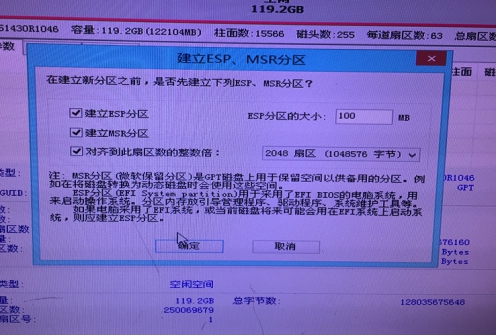 空闲
119.2GB
51430R1046 容量:119.2GB(122104MB) 柱面数:15566 磁头数:255 每道扇区数:63 总扇区数
参数
建立ESP、MSR分区
在建立新分区之前，是否先建立下列ESP、MSR分区？
建立ESP分区 ESP分区的大小: 100 MB
建立MSR分区
对齐到此扇区数的整数倍: 2048 扇区 (1048576 字节)
注: MSR分区(微软保留分区)是GPT磁盘上用于保留空间以供备用的分区。例
如在将磁盘转换为动态磁盘时会使用这些空间。
ESP分区(EFI System partition)用于采用了EFI BIOS的电脑系统，用
来启动操作系统。分区内存放引导管理程序、驱动程序、系统维护工具等。
如果电脑采用了EFI系统，或当前磁盘将来可能会用在EFI系统上启动系
统，则应建立ESP分区。
确定 取消
柱面
类型: R1046
GUID: GPT
区数: 76160
Bytes
Bytes
类型: 空闲空间
量: 119.2GB 总字节数: 128035675648
区数: 250069679
扇区号: 1